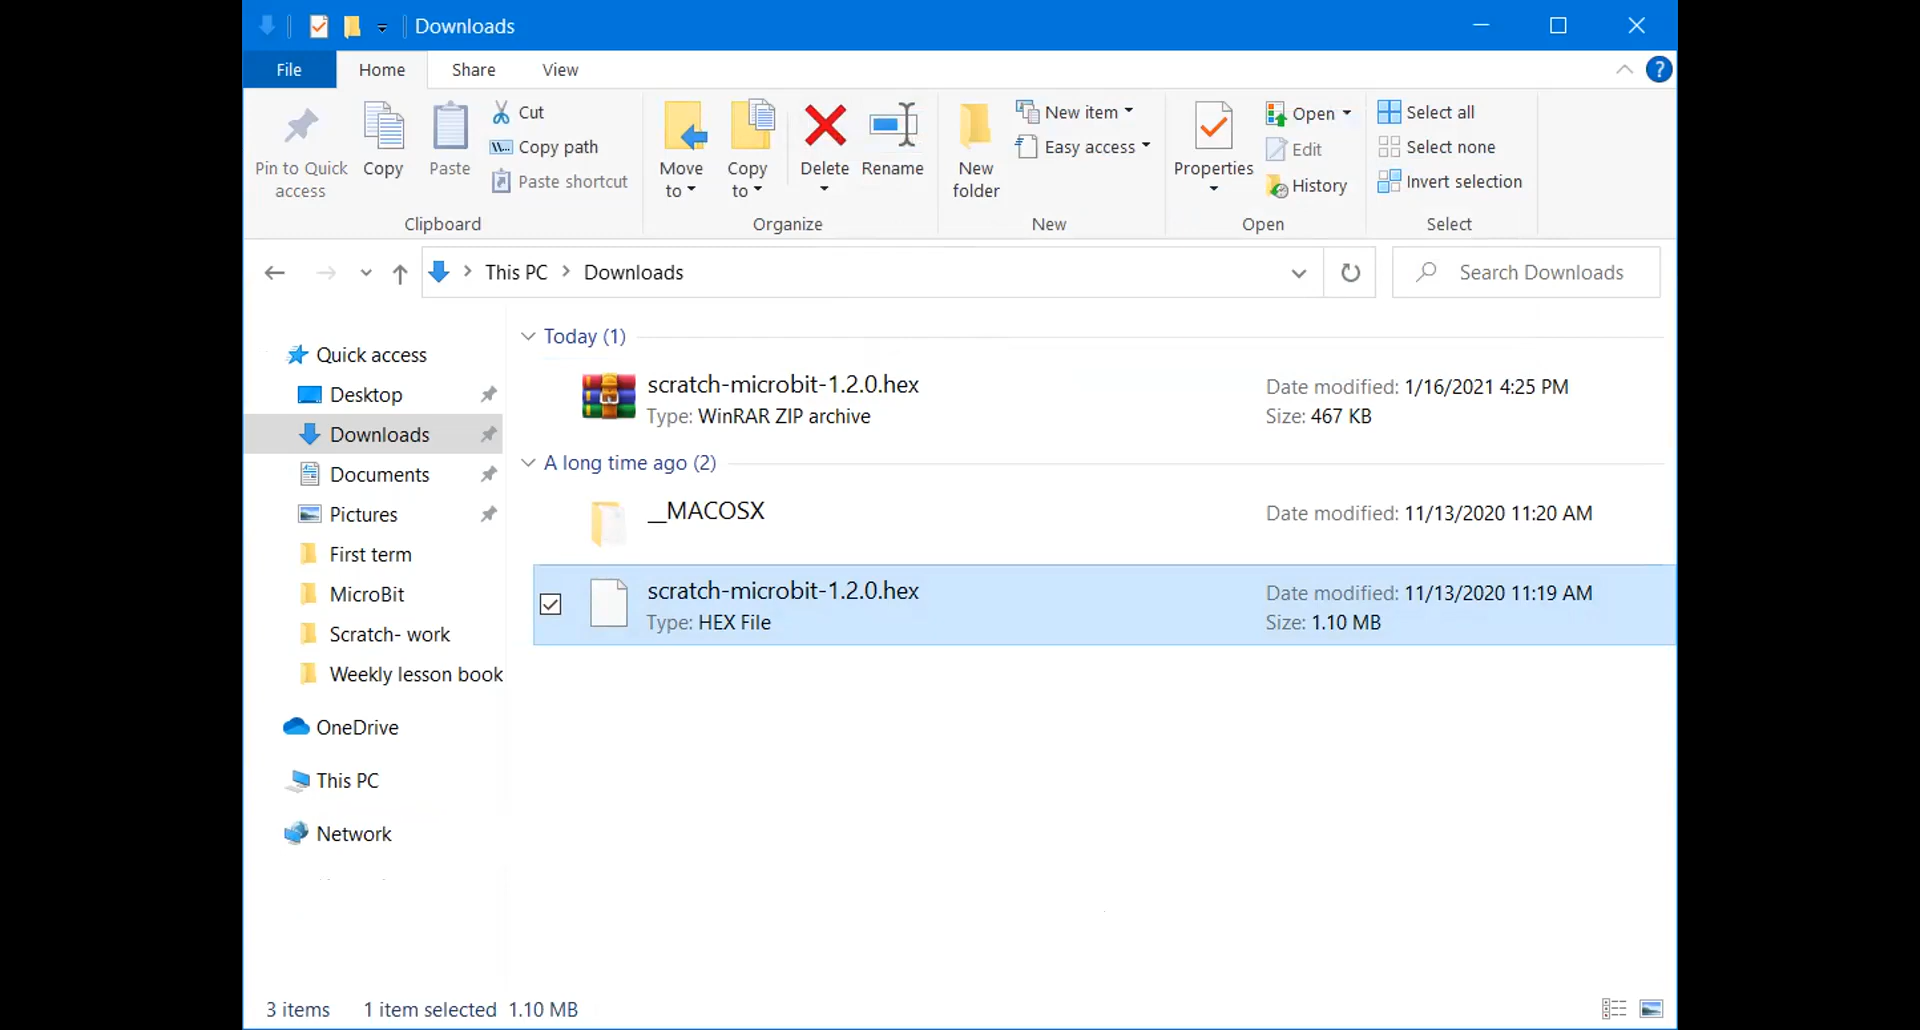 Downloads
File Home Share View
Pin to Quick access
Copy
Paste
Cut
Copy path
Paste shortcut
Clipboard
Move to
Copy to
Delete
Rename
Organize
New folder
New item
Easy access
New
Properties
Open
Edit
History
Open
Select all
Select none
Invert selection
Select
This PC Downloads
Search Downloads
Quick access
Desktop
Downloads
Documents
Pictures
First term
MicroBit
Scratch- work
Weekly lesson book
OneDrive
This PC
Network
Today (1)
scratch-microbit-1.2.0.hex
Type: WinRAR ZIP archive
Date modified: 1/16/2021 4:25 PM
Size: 467 KB
A long time ago (2)
__MACOSX
Date modified: 11/13/2020 11:20 AM
scratch-microbit-1.2.0.hex
Type: HEX File
Date modified: 11/13/2020 11:19 AM
Size: 1.10 MB
3 items 1 item selected 1.10 MB